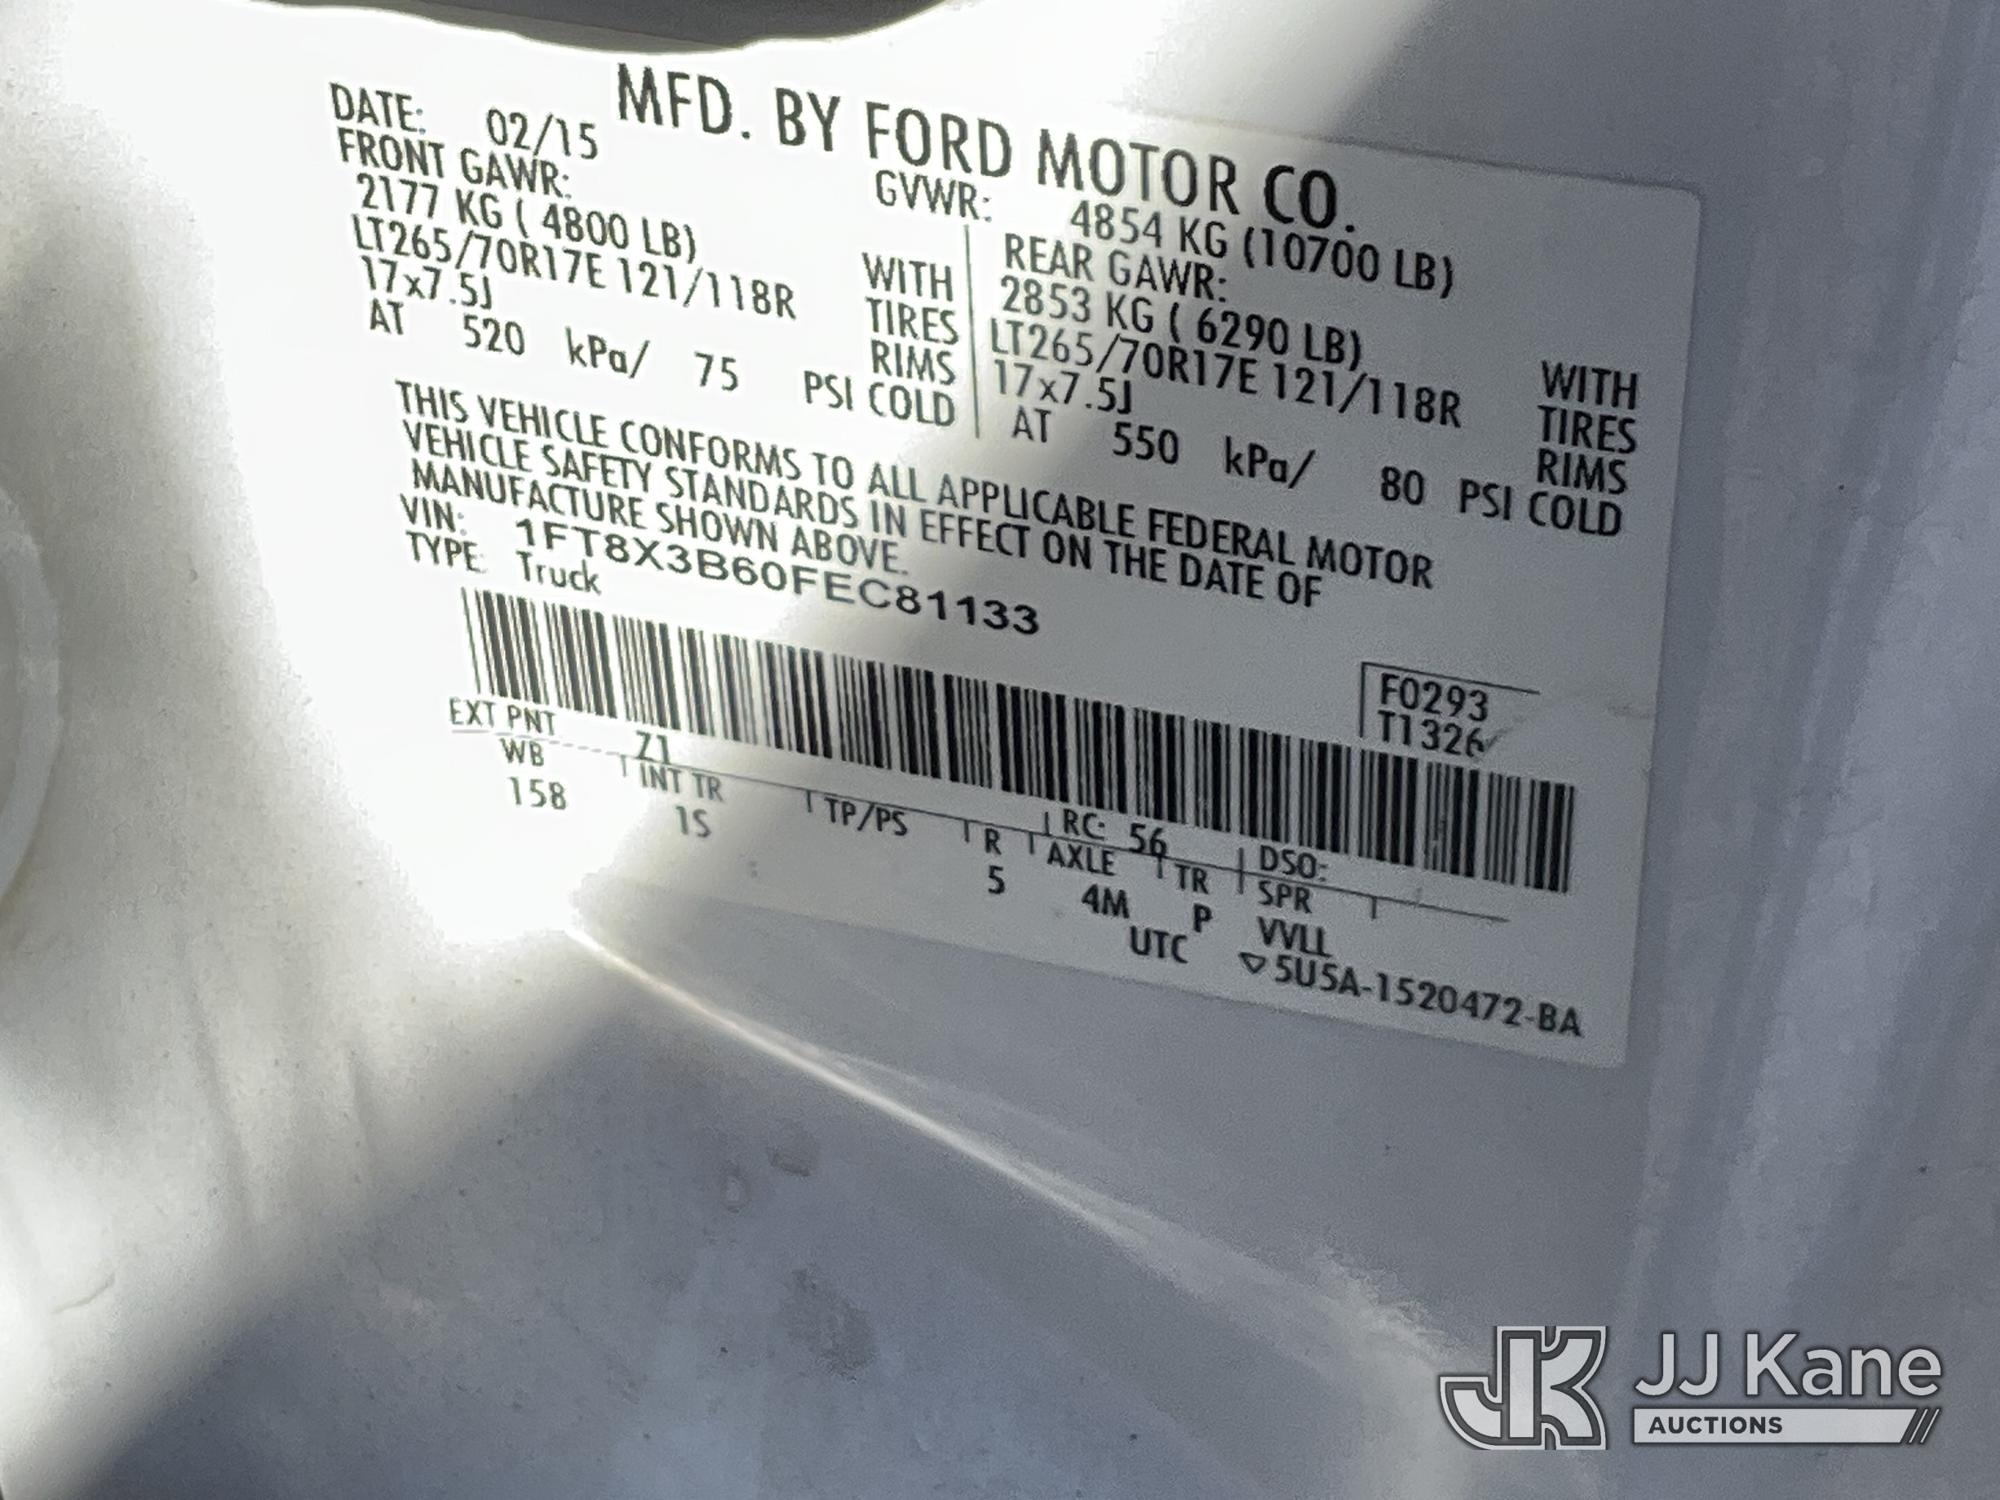 MFD. BY FORD MOTOR CO.
DATE: 02/15
GVWR: 4854 KG (10700 LB)
FRONT GAWR:
2177 KG ( 4800 LB)
LT265/70R17E 121/118R
17x7.5J
AT 520 kPa/ 75
WITH
TIRES
RIMS
PSI COLD
REAR GAWR:
2853 KG ( 6290 LB)
LT265/70R17E 121/118R
17x7.5J
AT 550 kPa/ 80
WITH
TIRES
RIMS
PSI COLD
THIS VEHICLE CONFORMS TO ALL APPLICABLE FEDERAL MOTOR
VEHICLE SAFETY STANDARDS IN EFFECT ON THE DATE OF
MANUFACTURE SHOWN ABOVE.
VIN: 1FT8X3B60FEC81133
TYPE: Truck
F0293
T1326
EXT PNT Z1 RC: 56 DSO:
WB INT TR TP/PS R AXLE TR SPR
158 1S 5 4M P VVLL
UTC ▽5U5A-1520472-BA
JK JJ Kane
AUCTIONS